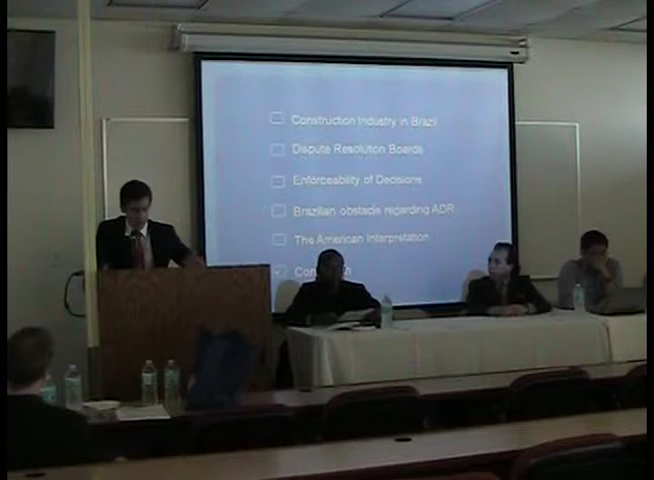 Construction Industry in Brazil
Dispute Resolution Boards
Enforceability of Decisions
Brazilian obstacle regarding ADR
The American Interpretation